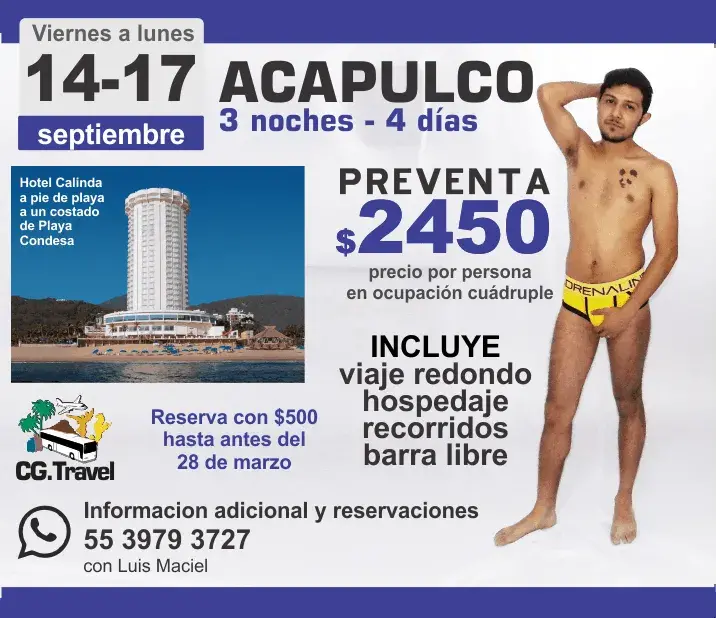 Viernes a lunes
14-17
septiembre
ACAPULCO
3 noches - 4 días
Hotel Calinda
a pie de playa
a un costado
de Playa
Condesa
PREVENTA
$2450
precio por persona
en ocupación cuádruple
INCLUYE
viaje redondo
hospedaje
recorridos
barra libre
Reserva con $500
hasta antes del
28 de marzo
CG.Travel
Informacion adicional y reservaciones
55 3979 3727
con Luis Maciel